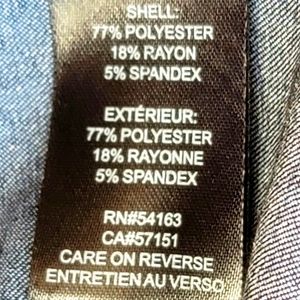 SHELL:
77% POLYESTER
18% RAYON
5% SPANDEX
EXTÉRIEUR:
77% POLYESTER
18% RAYONNE
5% SPANDEX
RN#54163
CA#57151
CARE ON REVERSE
ENTRETIEN AU VERSO